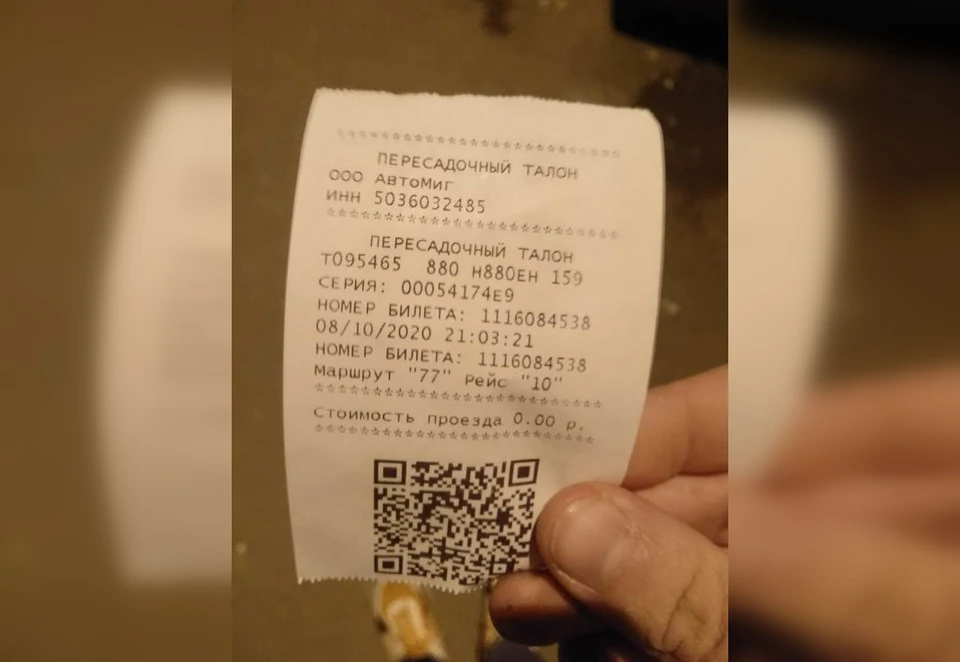 ************************
ПЕРЕСАДОЧНЫЙ ТАЛОН
ООО АвтоМиг
ИНН 5036032485
************************
ПЕРЕСАДОЧНЫЙ ТАЛОН
Т095465 880 Н880ЕН 159
СЕРИЯ: 00054174Е9
НОМЕР БИЛЕТА: 1116084538
08/10/2020 21:03:21
НОМЕР БИЛЕТА: 1116084538
Маршрут "77" Рейс "10"
************************
Стоимость проезда 0.00 р.
************************